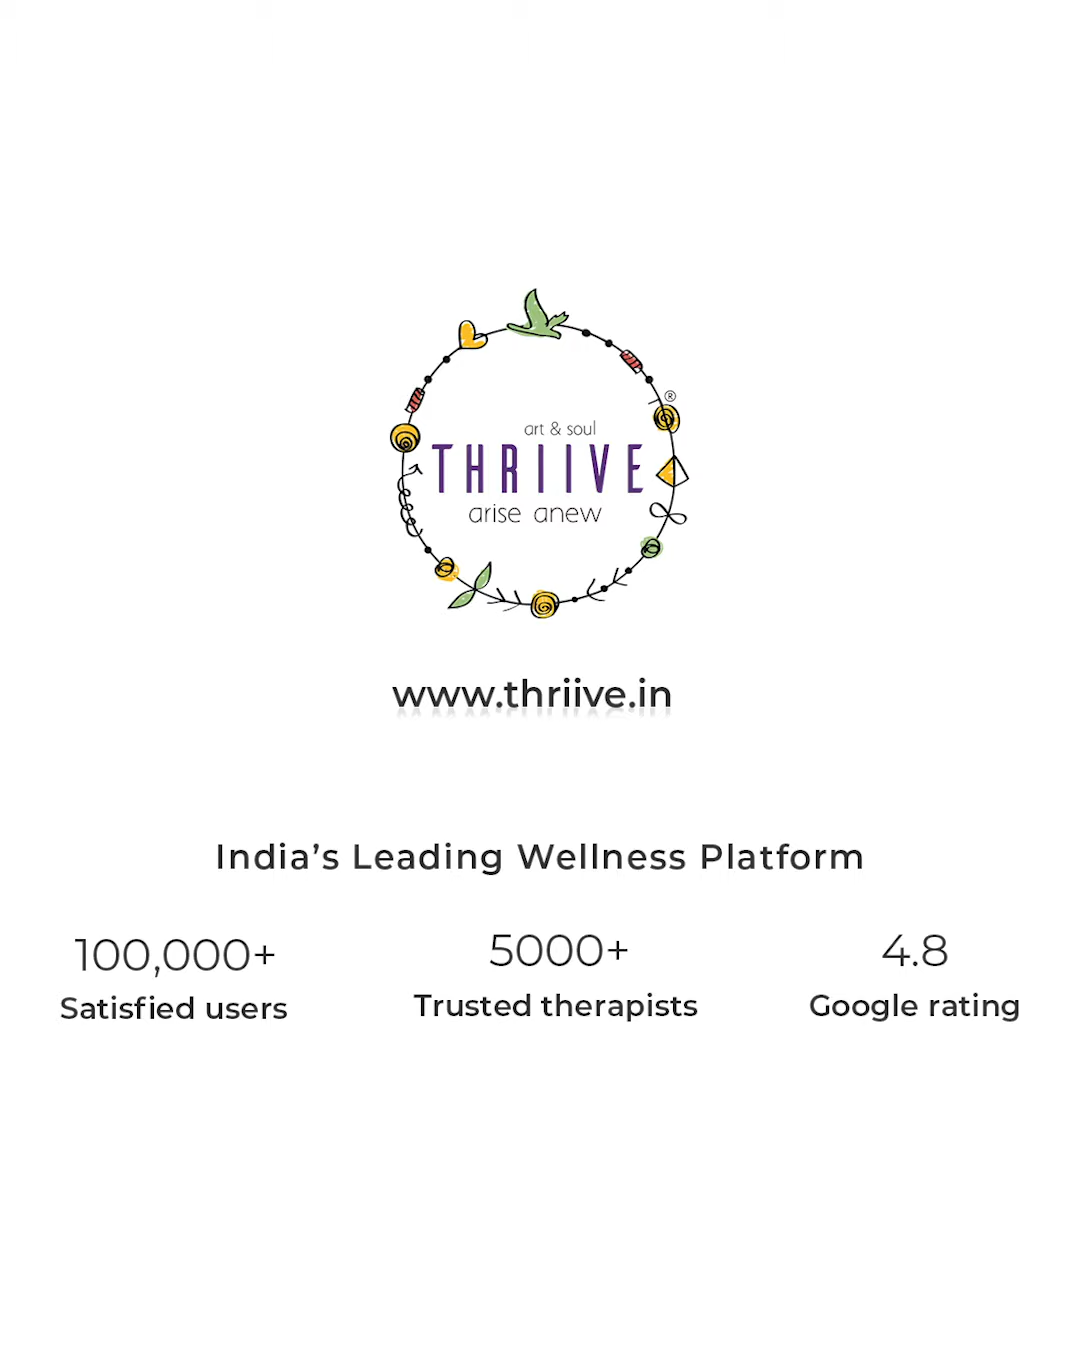 ®
art & soul
THRIIVE
arise anew
www.thriive.in
India’s Leading Wellness Platform
100,000+ 5000+ 4.8
Satisfied users Trusted therapists Google rating